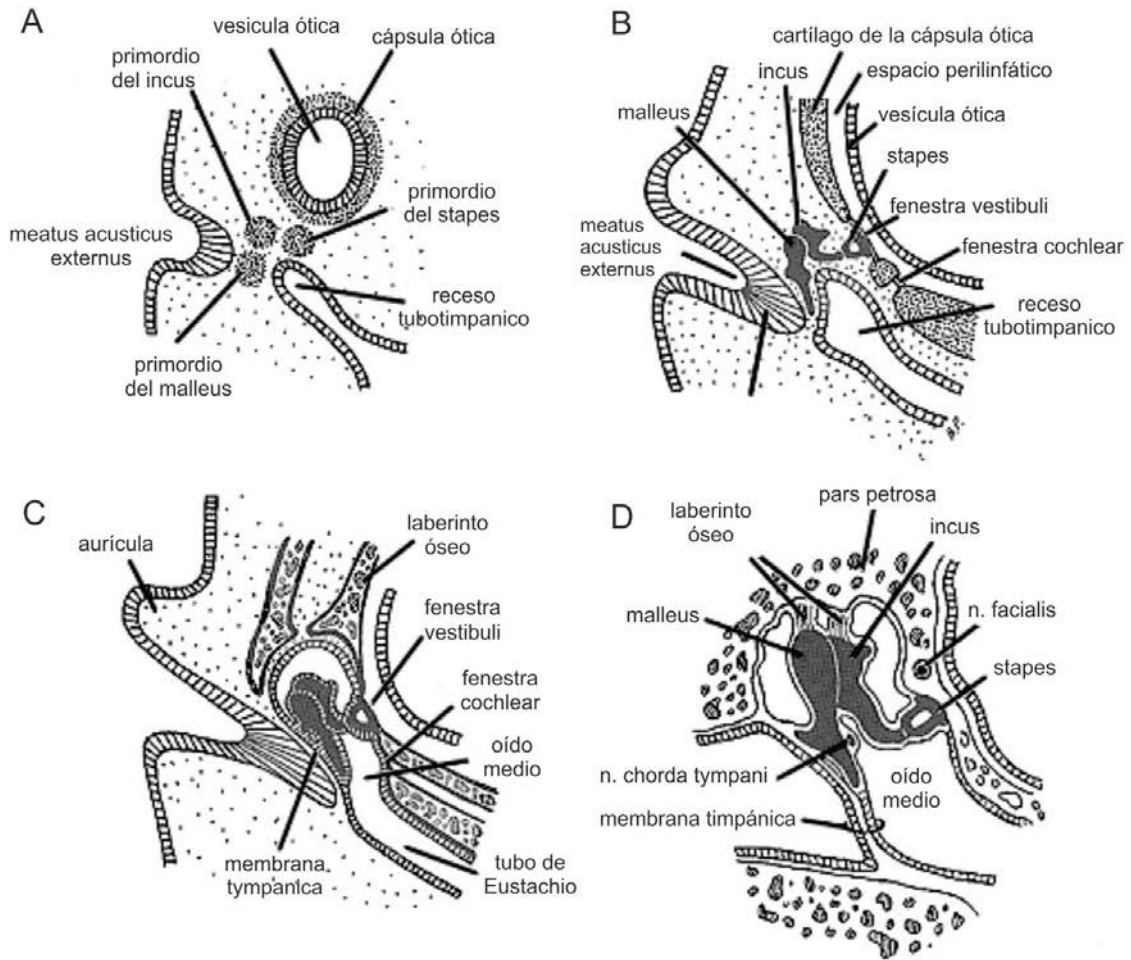 A
vesicula ótica
cápsula ótica
primordio
del incus
primordio
del stapes
meatus acusticus
externus
receso
tubotimpanico
primordio
del malleus
B
cartílago de la cápsula ótica
incus
espacio perilinfático
malleus
vesícula ótica
stapes
fenestra vestibuli
meatus
acusticus
externus
fenestra cochlear
receso
tubotimpanico
C
aurícula
laberinto
óseo
fenestra
vestibuli
fenestra
cochlear
oído
medio
membrana
tympanica
tubo de
Eustachio
D
pars petrosa
laberinto
óseo
incus
malleus
n. facialis
stapes
n. chorda tympani
oído
medio
membrana timpánica